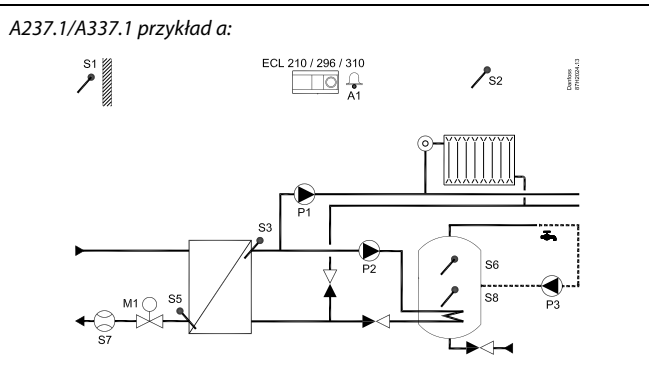 A237.1/A337.1 przykład a:
S1
ECL 210 / 296 / 310
A1
S2
Danfoss
87H2024.13
P1
S3
P2
S6
S8
P3
M1
S5
S7